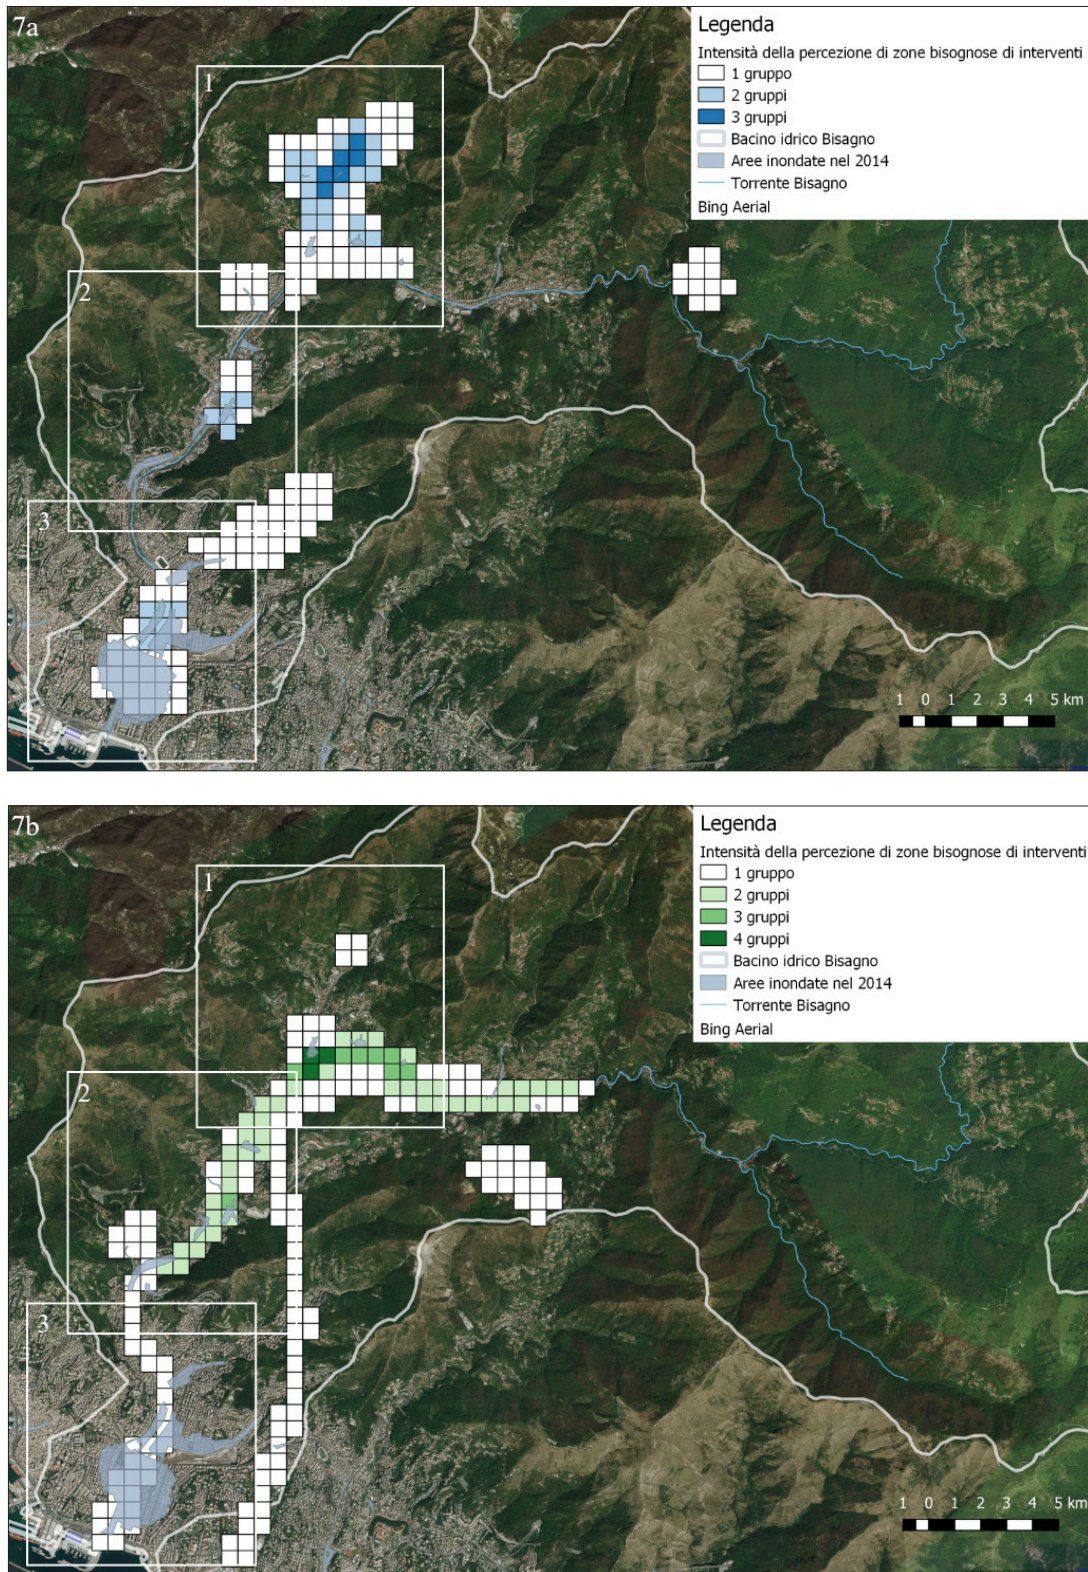 7a
Legenda
Intensità della percezione di zone bisognose di interventi
1 gruppo
2 gruppi
3 gruppi
Bacino idrico Bisagno
Aree inondate nel 2014
Torrente Bisagno
Bing Aerial
1
2
3
1 0 1 2 3 4 5 km
7b
Legenda
Intensità della percezione di zone bisognose di interventi
1 gruppo
2 gruppi
3 gruppi
4 gruppi
Bacino idrico Bisagno
Aree inondate nel 2014
Torrente Bisagno
Bing Aerial
1
2
3
1 0 1 2 3 4 5 km